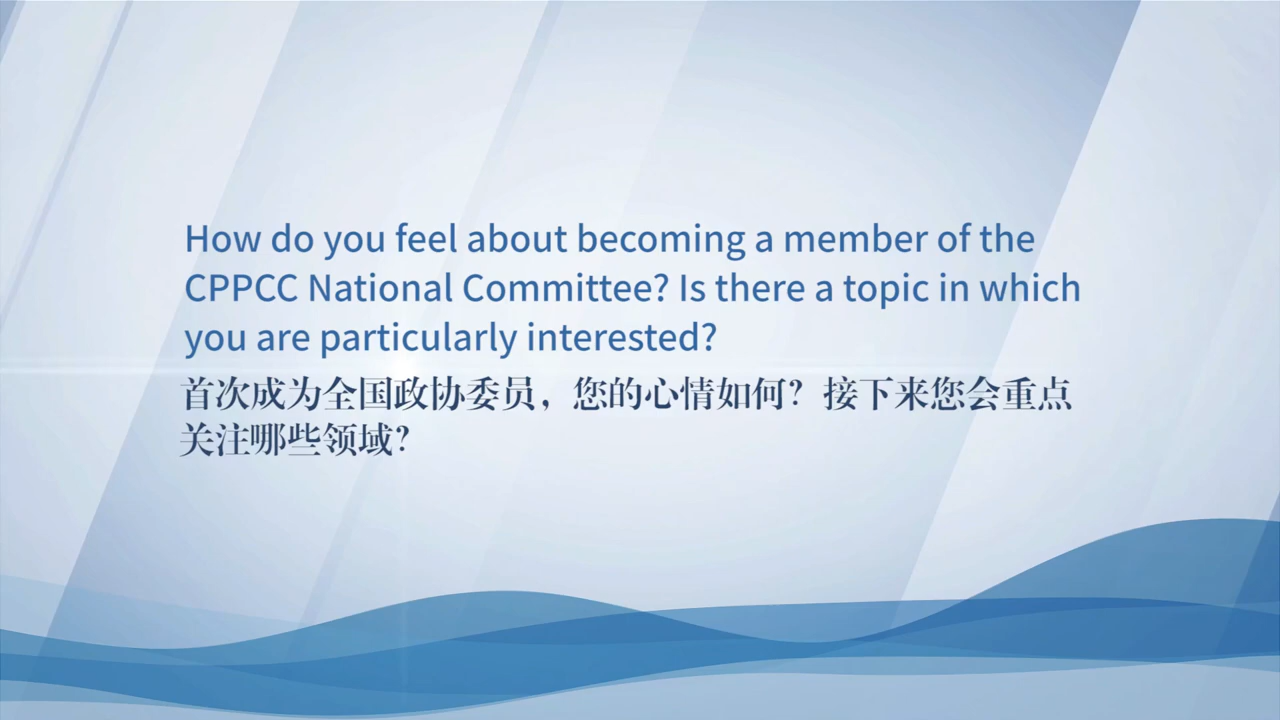 How do you feel about becoming a member of the
CPPCC National Committee? Is there a topic in which
you are particularly interested?
首次成为全国政协委员，您的心情如何？接下来您会重点
关注哪些领域？